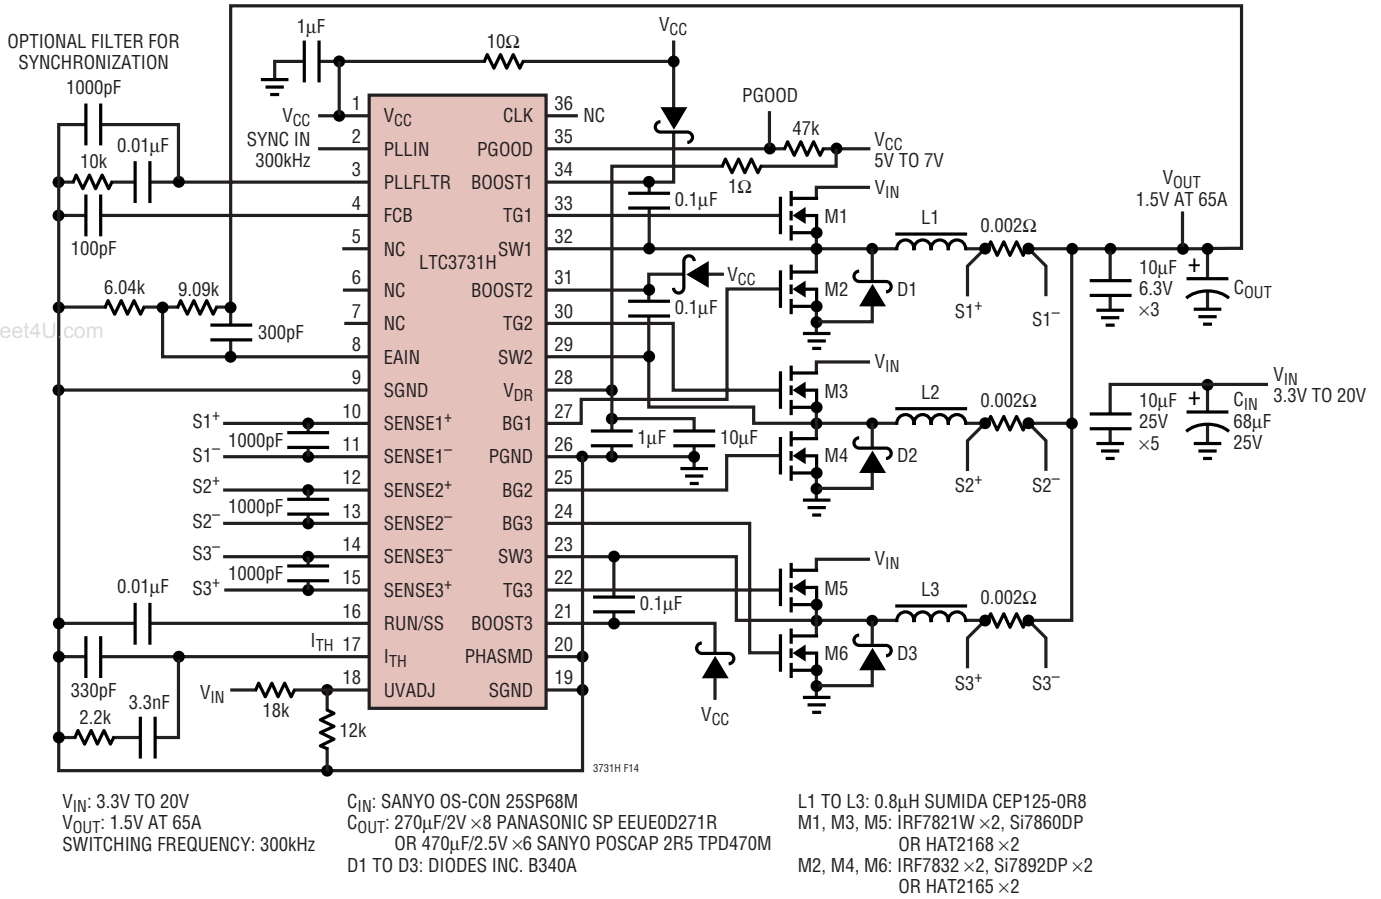 OPTIONAL FILTER FOR
SYNCHRONIZATION
1000pF
0.01µF
10k
100pF
6.04k
9.09k
300pF
eet4U.com
1µF
10Ω
VCC
VCC
SYNC IN
300kHz
PGOOD
47k
VCC
5V TO 7V
1Ω
0.1µF
VCC
0.1µF
LTC3731H
1 VCC
2 PLLIN
3 PLLFLTR
4 FCB
5 NC
6 NC
7 NC
8 EAIN
9 SGND
10 SENSE1+
11 SENSE1–
12 SENSE2+
13 SENSE2–
14 SENSE3–
15 SENSE3+
16 RUN/SS
17 ITH
18 UVADJ
CLK 36 NC
PGOOD 35
BOOST1 34
TG1 33
SW1 32
BOOST2 31
TG2 30
SW2 29
VDR 28
BG1 27
PGND 26
BG2 25
BG3 24
SW3 23
TG3 22
BOOST3 21
PHASMD 20
SGND 19
S1+
1000pF
S1–
S2+
1000pF
S2–
S3–
1000pF
S3+
0.01µF
ITH
330pF
2.2k
3.3nF
VIN
18k
12k
1µF
10µF
0.1µF
VCC
VIN
M1
M2
D1
L1
0.002Ω
S1+
S1–
VOUT
1.5V AT 65A
10µF
6.3V
×3
+
COUT
VIN
M3
M4
D2
L2
0.002Ω
S2+
S2–
VIN
3.3V TO 20V
10µF
25V
×5
+
CIN
68µF
25V
VIN
M5
M6
D3
L3
0.002Ω
S3+
S3–
3731H F14
VIN: 3.3V TO 20V
VOUT: 1.5V AT 65A
SWITCHING FREQUENCY: 300kHz
CIN: SANYO OS-CON 25SP68M
COUT: 270µF/2V ×8 PANASONIC SP EEUE0D271R
OR 470µF/2.5V ×6 SANYO POSCAP 2R5 TPD470M
D1 TO D3: DIODES INC. B340A
L1 TO L3: 0.8µH SUMIDA CEP125-0R8
M1, M3, M5: IRF7821W ×2, Si7860DP
OR HAT2168 ×2
M2, M4, M6: IRF7832 ×2, Si7892DP ×2
OR HAT2165 ×2